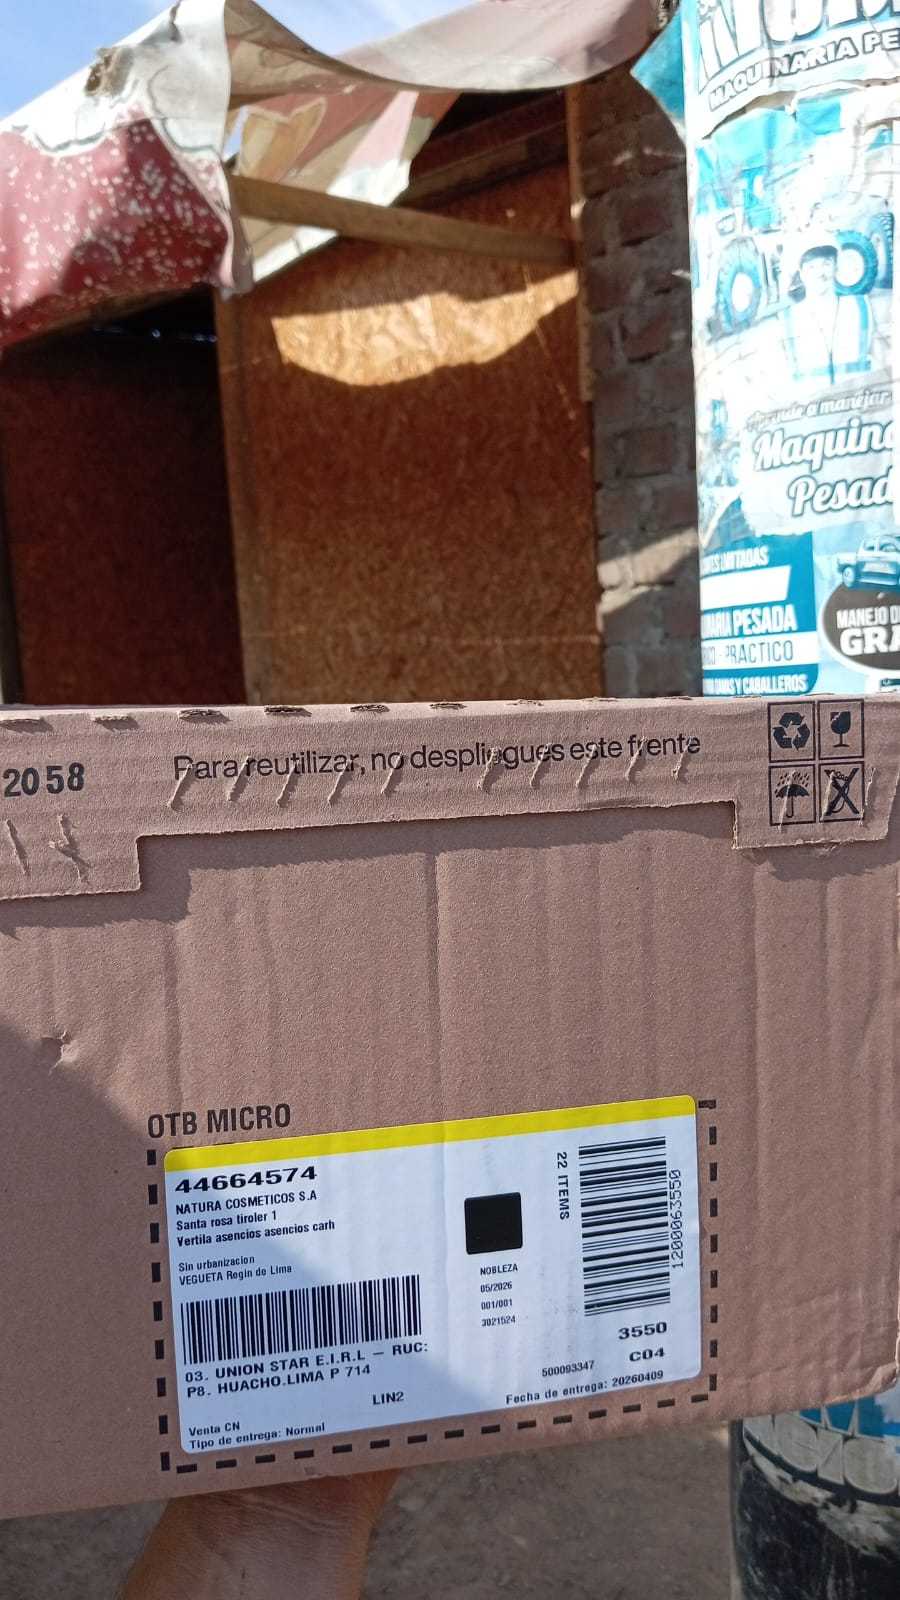 MAQUINARIA PE
Aprende a manejar
Maquina
Pesad
MANEJO D
GRA
PESADA
PRACTICO
Y CABALLEROS
2058
Para reutilizar, no despliegues este frente
OTB MICRO
44664574
NATURA COSMETICOS S.A
Santa rosa tiroler 1
Vertila asencios asencios carh
Sin urbanizacion
VEGUETA Regin de Lima
NOBLEZA
05/2026
001/001
3021524
22 ITEMS
1200063550
03. UNION STAR E.I.R.L – RUC:
P8. HUACHO.LIMA P 714
LIN2
3550
C04
500093347
Fecha de entrega: 20260409
Venta CN
Tipo de entrega: Normal